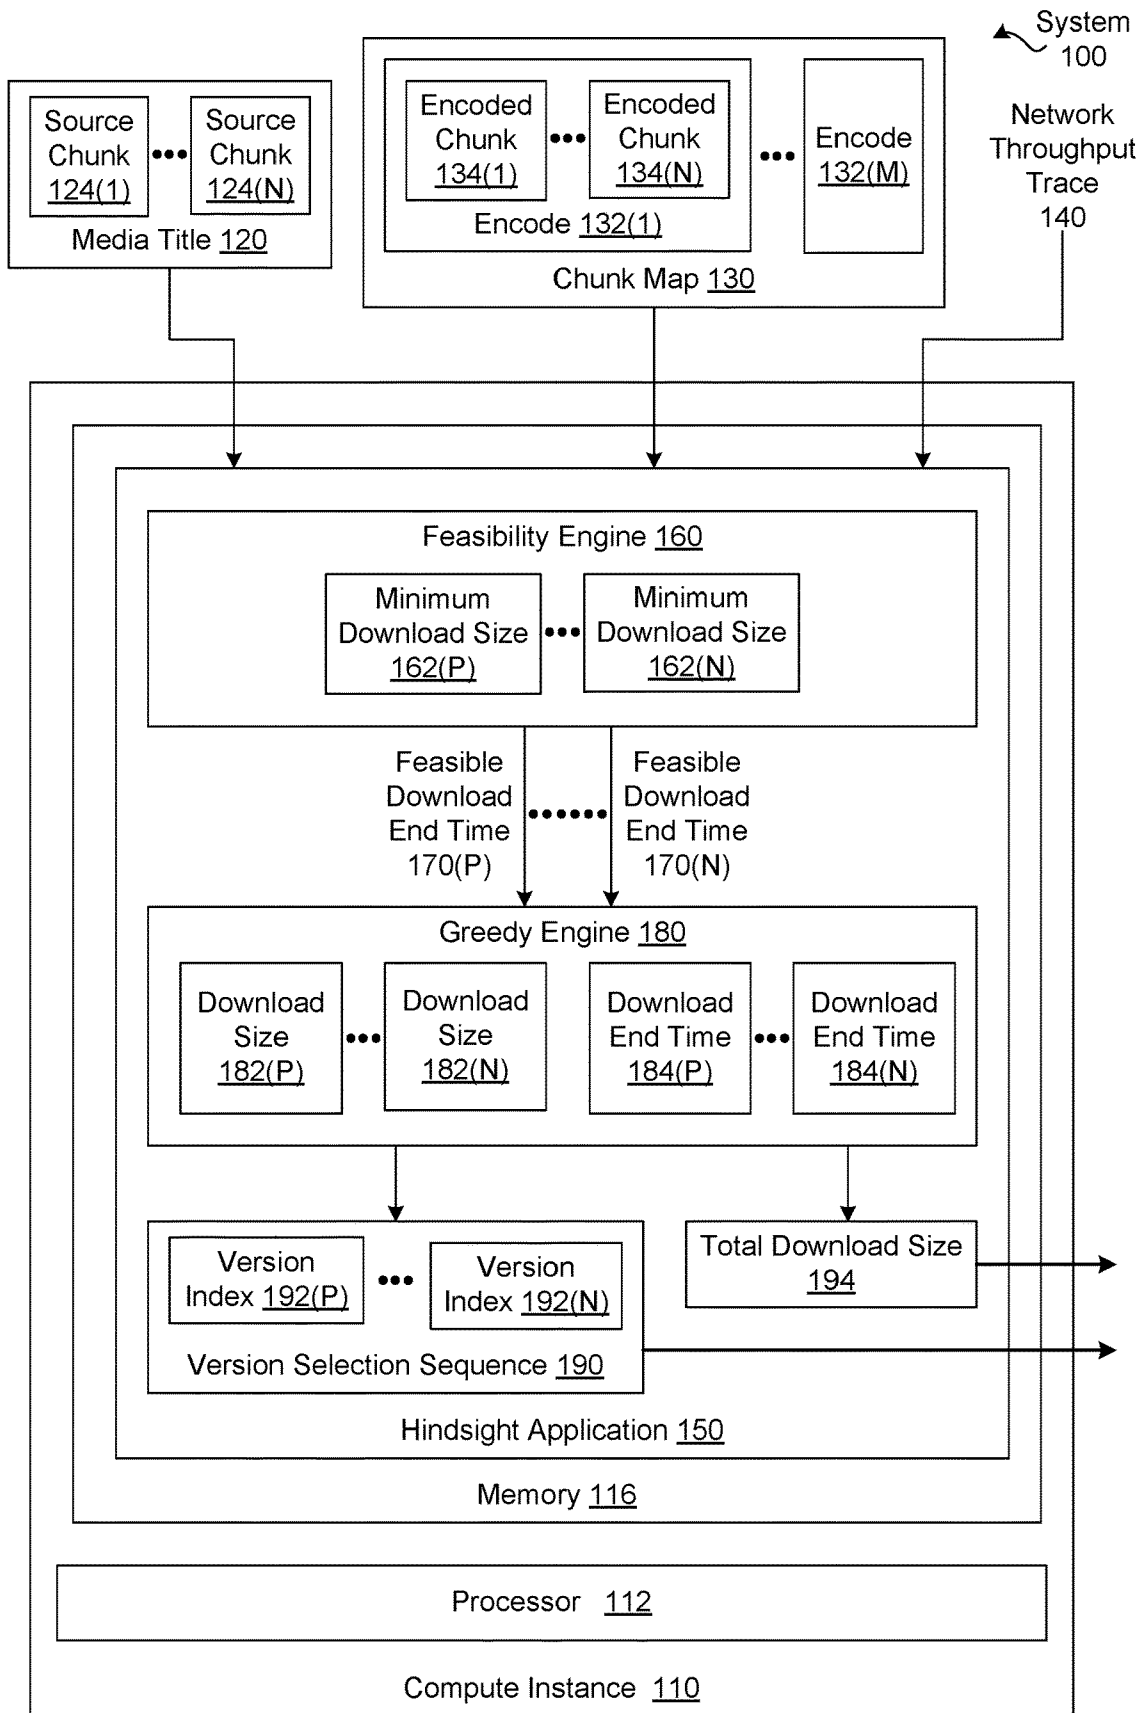 System
100
Source
Chunk
124(1)
Source
Chunk
124(N)
Media Title 120
Encoded
Chunk
134(1)
Encoded
Chunk
134(N)
Encode 132(1)
Encode
132(M)
Chunk Map 130
Network
Throughput
Trace
140
Feasibility Engine 160
Minimum
Download Size
162(P)
Minimum
Download Size
162(N)
Feasible
Download
End Time
170(P)
Feasible
Download
End Time
170(N)
Greedy Engine 180
Download
Size
182(P)
Download
Size
182(N)
Download
End Time
184(P)
Download
End Time
184(N)
Version
Index 192(P)
Version
Index 192(N)
Version Selection Sequence 190
Total Download Size
194
Hindsight Application 150
Memory 116
Processor 112
Compute Instance 110